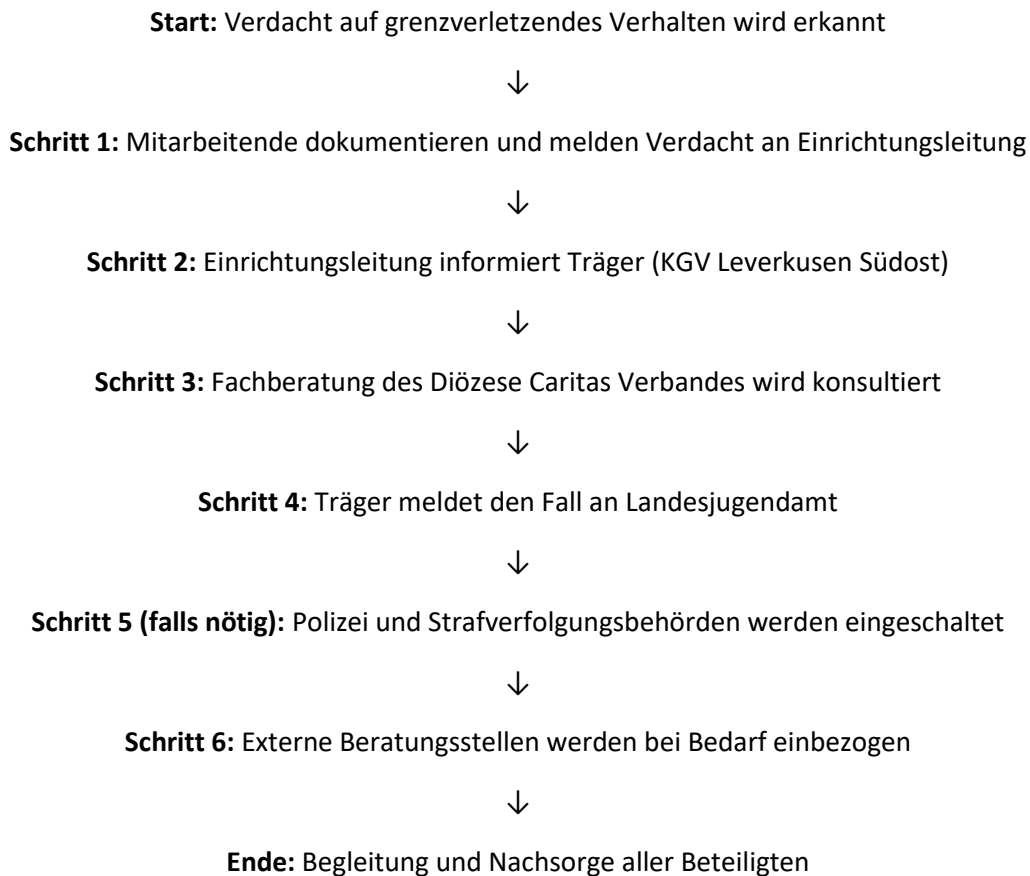 Start: Verdacht auf grenzverletzendes Verhalten wird erkannt
↓
Schritt 1: Mitarbeitende dokumentieren und melden Verdacht an Einrichtungsleitung
↓
Schritt 2: Einrichtungsleitung informiert Träger (KGV Leverkusen Südost)
↓
Schritt 3: Fachberatung des Diözese Caritas Verbandes wird konsultiert
↓
Schritt 4: Träger meldet den Fall an Landesjugendamt
↓
Schritt 5 (falls nötig): Polizei und Strafverfolgungsbehörden werden eingeschaltet
↓
Schritt 6: Externe Beratungsstellen werden bei Bedarf einbezogen
↓
Ende: Begleitung und Nachsorge aller Beteiligten